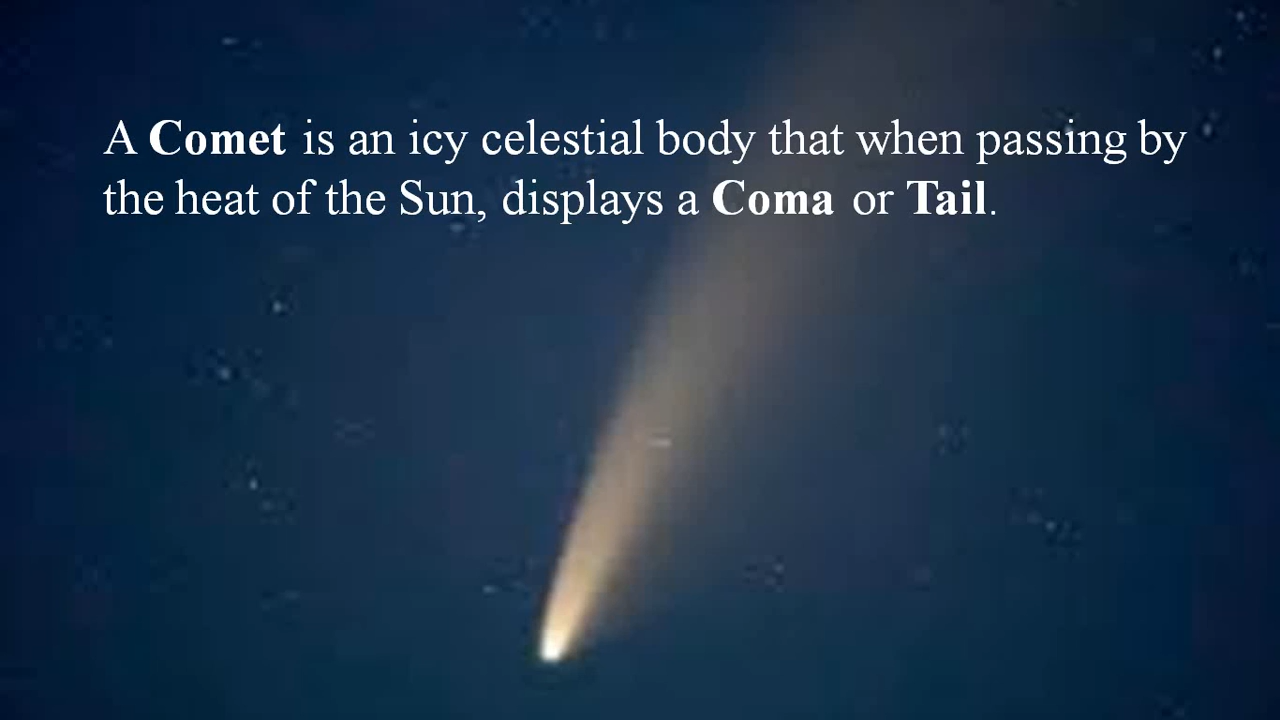 A Comet is an icy celestial body that when passing by
the heat of the Sun, displays a Coma or Tail.